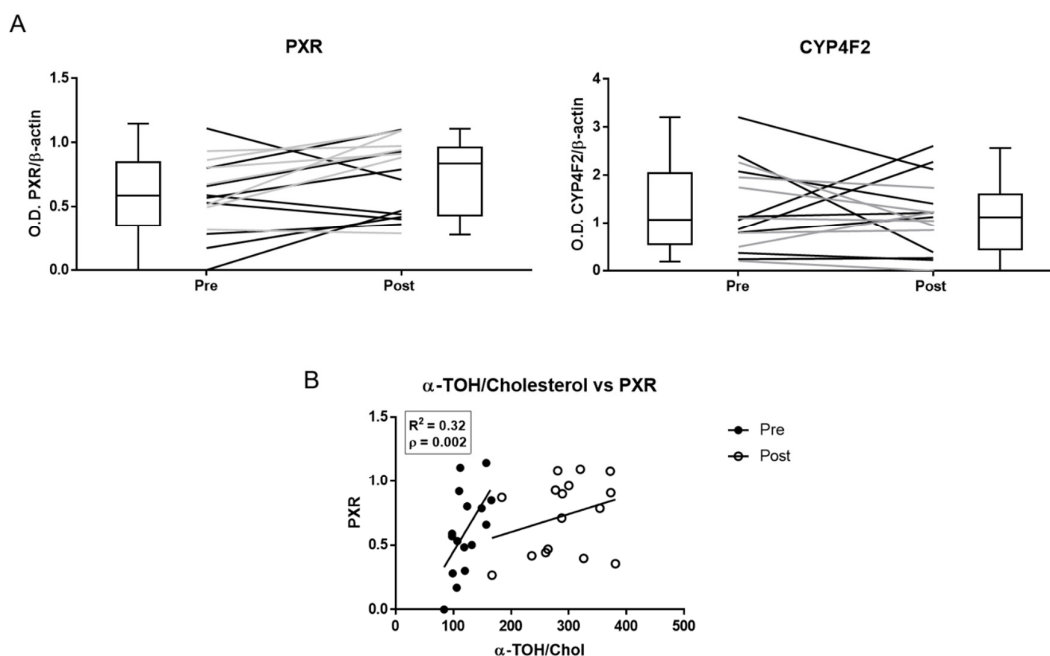 A
PXR
O.D. PXR/β-actin
1.5
1.0
0.5
0.0
Pre
Post
CYP4F2
O.D. CYP4F2/β-actin
4
3
2
1
0
Pre
Post
B
α-TOH/Cholesterol vs PXR
R² = 0.32
ρ = 0.002
PXR
1.5
1.0
0.5
0.0
0
100
200
300
400
500
α-TOH/Chol
Pre
Post